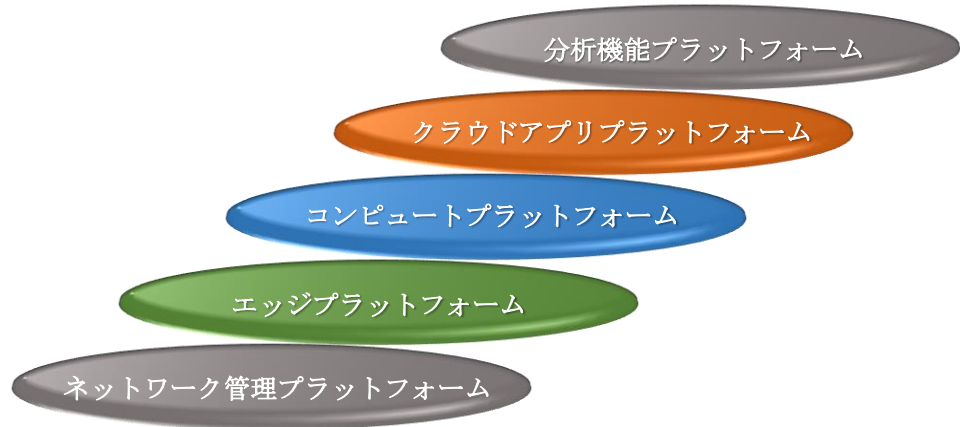 分析機能プラットフォーム
クラウドアプリプラットフォーム
コンピュートプラットフォーム
エッジプラットフォーム
ネットワーク管理プラットフォーム